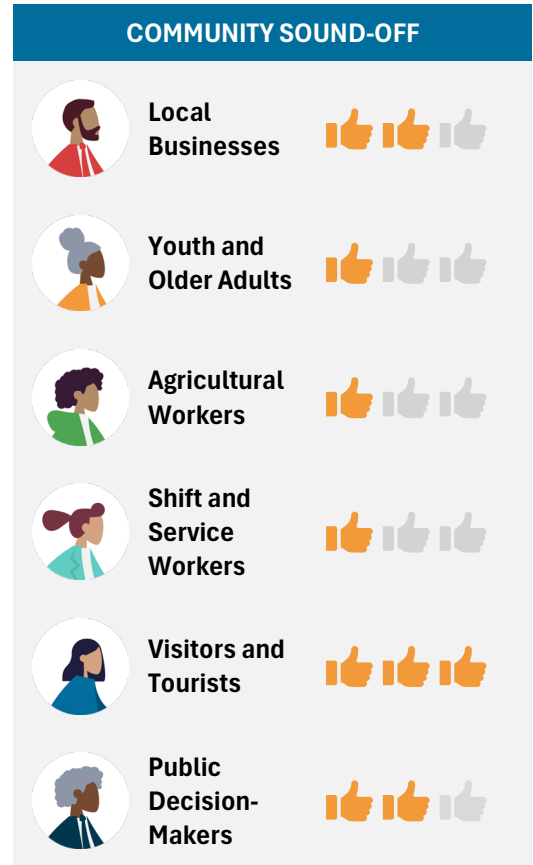 COMMUNITY SOUND-OFF
Local
Businesses
Youth and
Older Adults
Agricultural
Workers
Shift and
Service
Workers
Visitors and
Tourists
Public
Decision-
Makers